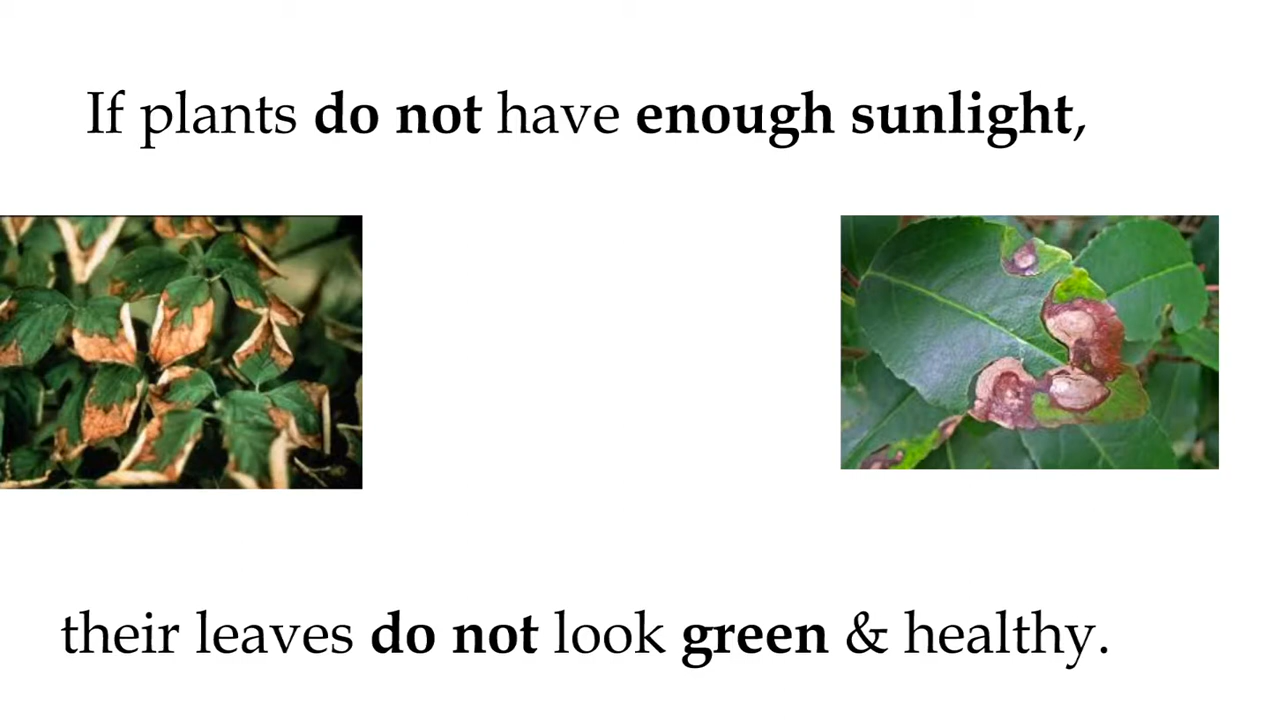 If plants do not have enough sunlight,
their leaves do not look green & healthy.